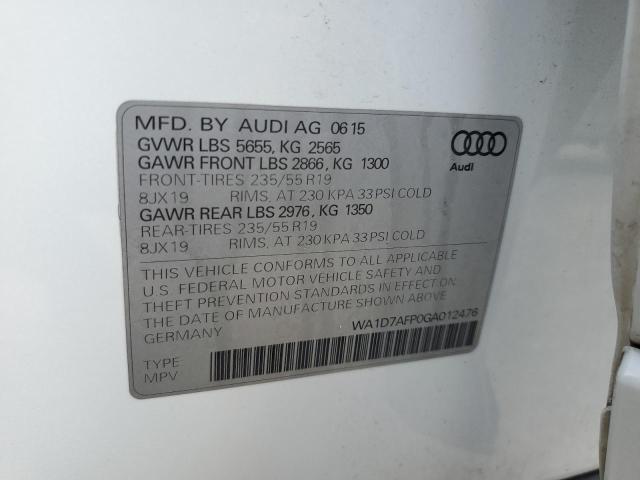 MFD. BY AUDI AG 06 15
GVWR LBS 5655, KG 2565
GAWR FRONT LBS 2866, KG 1300
FRONT-TIRES 235/55 R19
8JX19 RIMS, AT 230 KPA 33 PSI COLD
GAWR REAR LBS 2976, KG 1350
REAR-TIRES 235/55 R19
8JX19 RIMS, AT 230 KPA 33 PSI COLD
Audi
THIS VEHICLE CONFORMS TO ALL APPLICABLE
U.S. FEDERAL MOTOR VEHICLE SAFETY AND
THEFT PREVENTION STANDARDS IN EFFECT ON
THE DATE OF MANUFACTURE SHOWN ABOVE.
GERMANY
WA1D7AFP0GA012476
TYPE
MPV